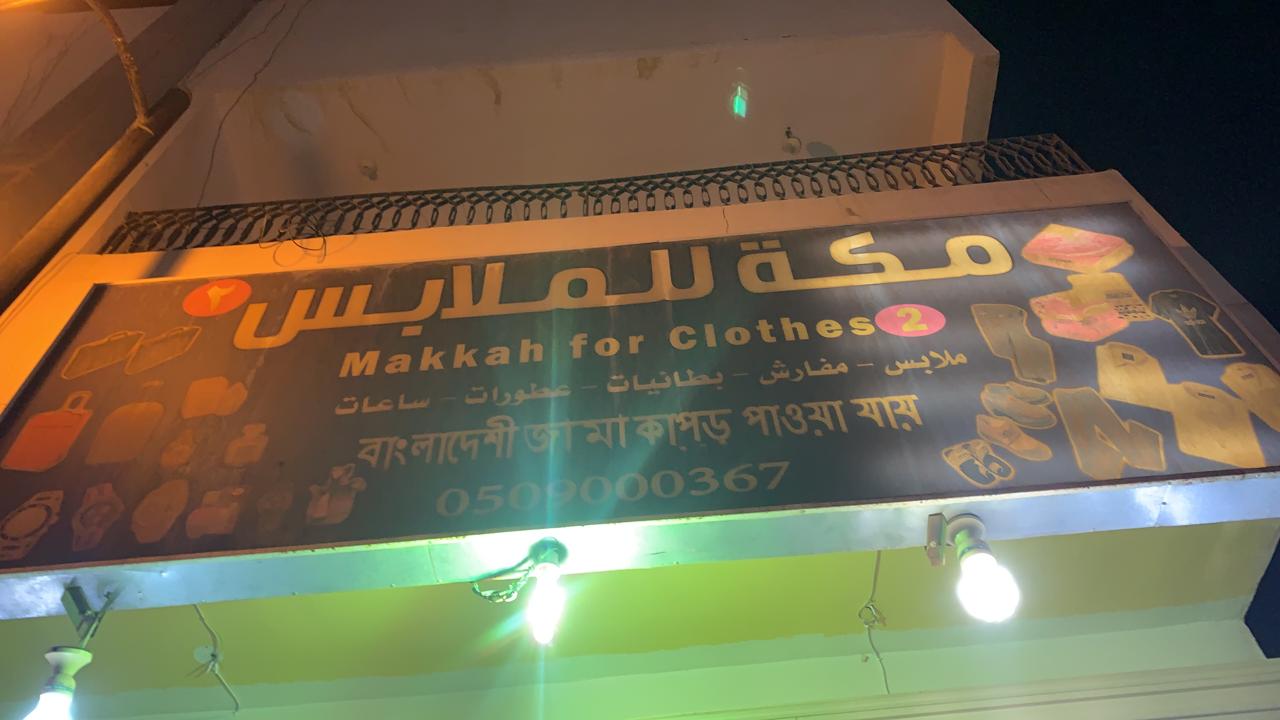 مكة للملابس ٢
Makkah for Clothes 2
ملابس - مفارش - بطانيات - عطورات - ساعات
বাংলাদেশী জামা কাপড় পাওয়া যায়
0509000367